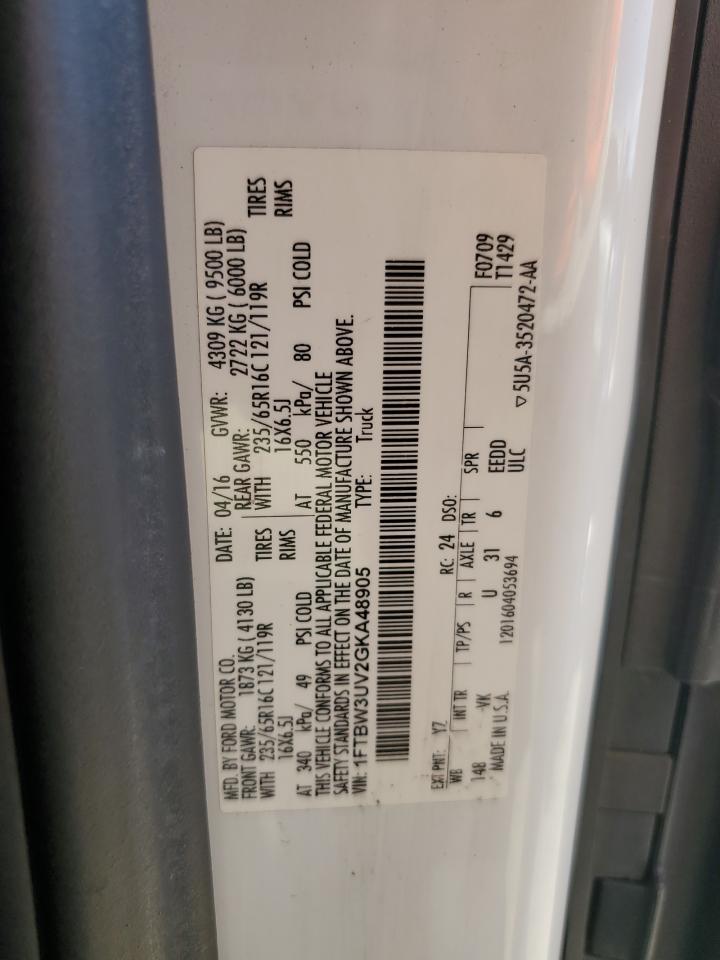 MFD. BY FORD MOTOR CO.
DATE: 04/16 GVWR: 4309 KG ( 9500 LB)
FRONT GAWR: 1873 KG ( 4130 LB) REAR GAWR: 2722 KG ( 6000 LB)
WITH 235/65R16C 121/119R TIRES WITH 235/65R16C 121/119R TIRES
16X6.5J RIMS 16X6.5J RIMS
AT 340 kPa/ 49 PSI COLD AT 550 kPa/ 80 PSI COLD
THIS VEHICLE CONFORMS TO ALL APPLICABLE FEDERAL MOTOR VEHICLE
SAFETY STANDARDS IN EFFECT ON THE DATE OF MANUFACTURE SHOWN ABOVE.
VIN: 1FTBW3UV2GKA48905 TYPE: Truck
EXT PNT: YZ RC: 24 DSO: F0709
WB INT TR TP/PS R AXLE TR SPR T1429
148 VK U 31 6 EEDD
MADE IN U.S.A. 1201604053694 ULC ▽ 5U5A-3520472-AA